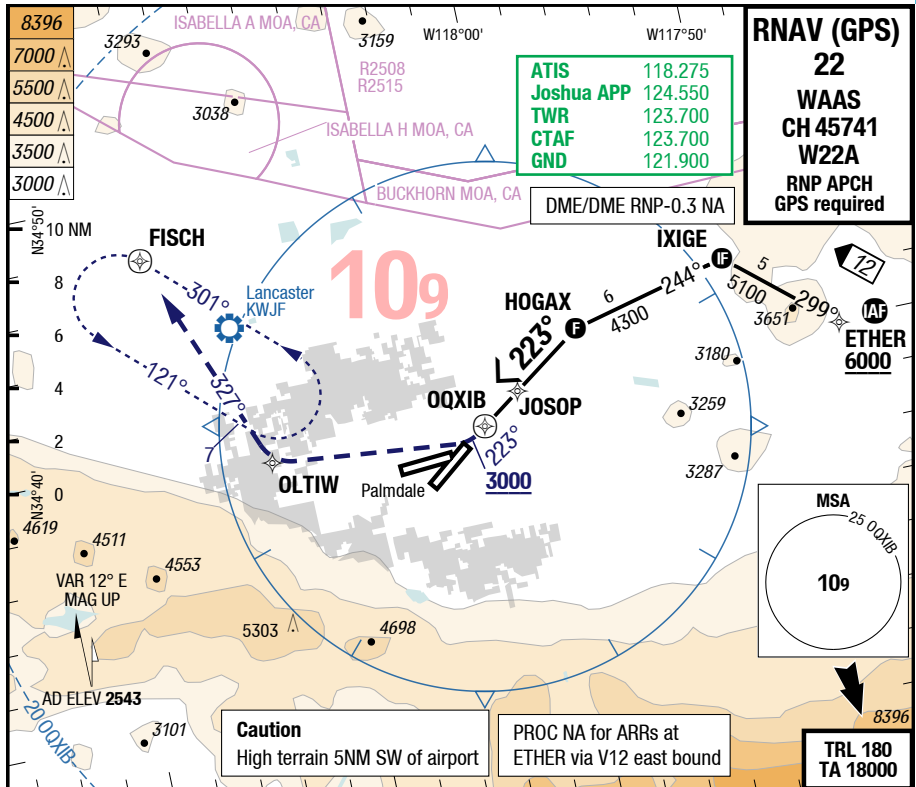 8396
7000
5500
4500
3500
3000
ISABELLA A MOA, CA
3293
3159
W118°00'
W117°50'
R2508
R2515
3038
ISABELLA H MOA, CA
BUCKHORN MOA, CA
ATIS 118.275
Joshua APP 124.550
TWR 123.700
CTAF 123.700
GND 121.900
RNAV (GPS)
22
WAAS
CH 45741
W22A
RNP APCH
GPS required
DME/DME RNP-0.3 NA
N34°50'
10 NM
8
6
4
2
0
N34°40'
FISCH
301°
121°
327°
7
Lancaster
KWJF
109
IXIGE
IF
5
5100
299°
12
3651
IAF
ETHER
6000
244°
6
4300
HOGAX
F
223°
JOSOP
OQXIB
223°
3000
OLTIW
Palmdale
3180
3259
3287
MSA
25 OQXIB
109
4619
4511
4553
VAR 12° E
MAG UP
5303
4698
AD ELEV 2543
20 OQXIB
3101
Caution
High terrain 5NM SW of airport
PROC NA for ARRs at
ETHER via V12 east bound
8396
TRL 180
TA 18000